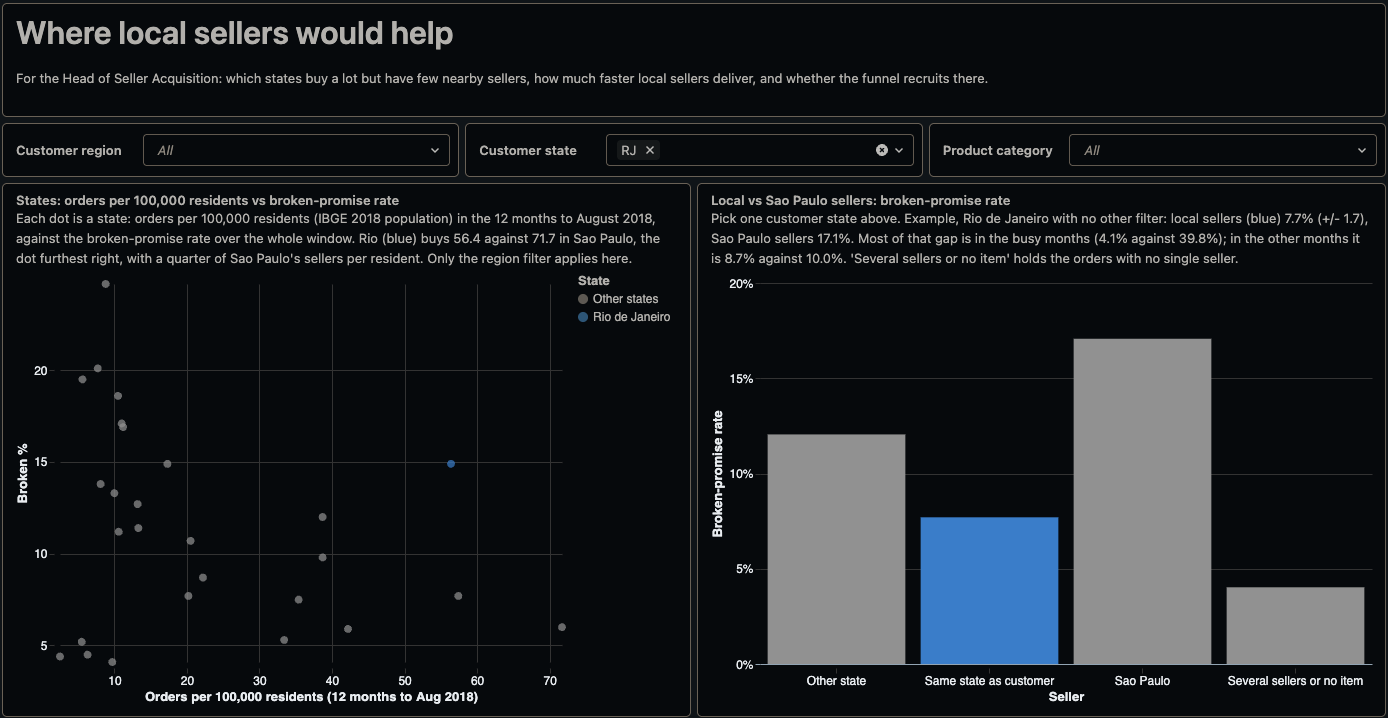 Where local sellers would help
For the Head of Seller Acquisition: which states buy a lot but have few nearby sellers, how much faster local sellers deliver, and whether the funnel recruits there.
Customer region
All
Customer state
RJ
Product category
All
States: orders per 100,000 residents vs broken-promise rate
Each dot is a state: orders per 100,000 residents (IBGE 2018 population) in the 12 months to August 2018,
against the broken-promise rate over the whole window. Rio (blue) buys 56.4 against 71.7 in Sao Paulo, the
dot furthest right, with a quarter of Sao Paulo's sellers per resident. Only the region filter applies here.
State
Other states
Rio de Janeiro
Broken %
20
15
10
5
10 20 30 40 50 60 70
Orders per 100,000 residents (12 months to Aug 2018)
Local vs Sao Paulo sellers: broken-promise rate
Pick one customer state above. Example, Rio de Janeiro with no other filter: local sellers (blue) 7.7% (+/- 1.7),
Sao Paulo sellers 17.1%. Most of that gap is in the busy months (4.1% against 39.8%); in the other months it
is 8.7% against 10.0%. 'Several sellers or no item' holds the orders with no single seller.
Broken-promise rate
20%
15%
10%
5%
0%
Other state Same state as customer Sao Paulo Several sellers or no item
Seller